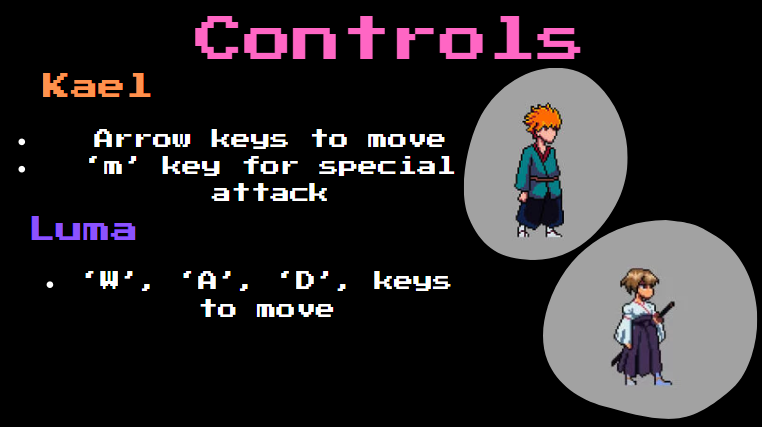 Controls
Kael
• Arrow keys to move
• ‘m’ key for special
attack
Luma
• ‘W’, ‘A’, ‘D’, keys
to move